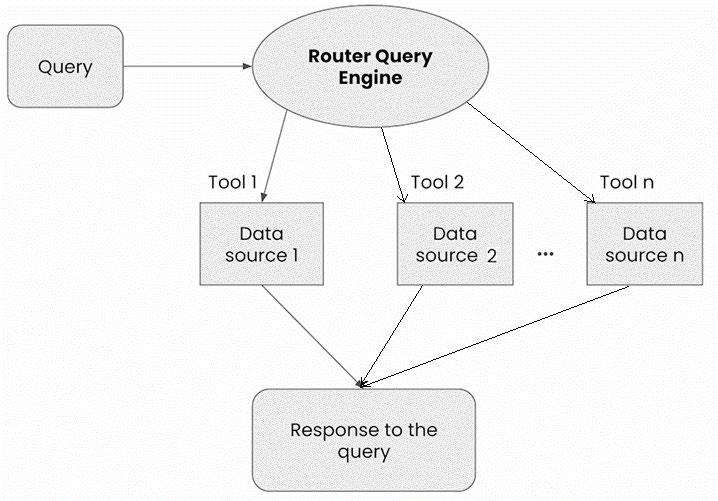 Query
Router Query
Engine
Tool 1
Tool 2
Tool n
Data
source 1
Data
source 2
...
Data
source n
Response to the
query